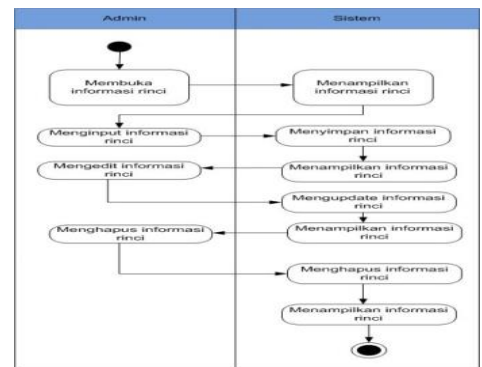 Admin
Sistem
Membuka
informasi rinci
Menampilkan
informasi rinci
Menginput informasi
rinci
Menyimpan informasi
rinci
Mengedit informasi
rinci
Menampilkan informasi
rinci
Mengupdate informasi
rinci
Menghapus informasi
rinci
Menampilkan informasi
rinci
Menghapus informasi
rinci
Menampilkan informasi
rinci